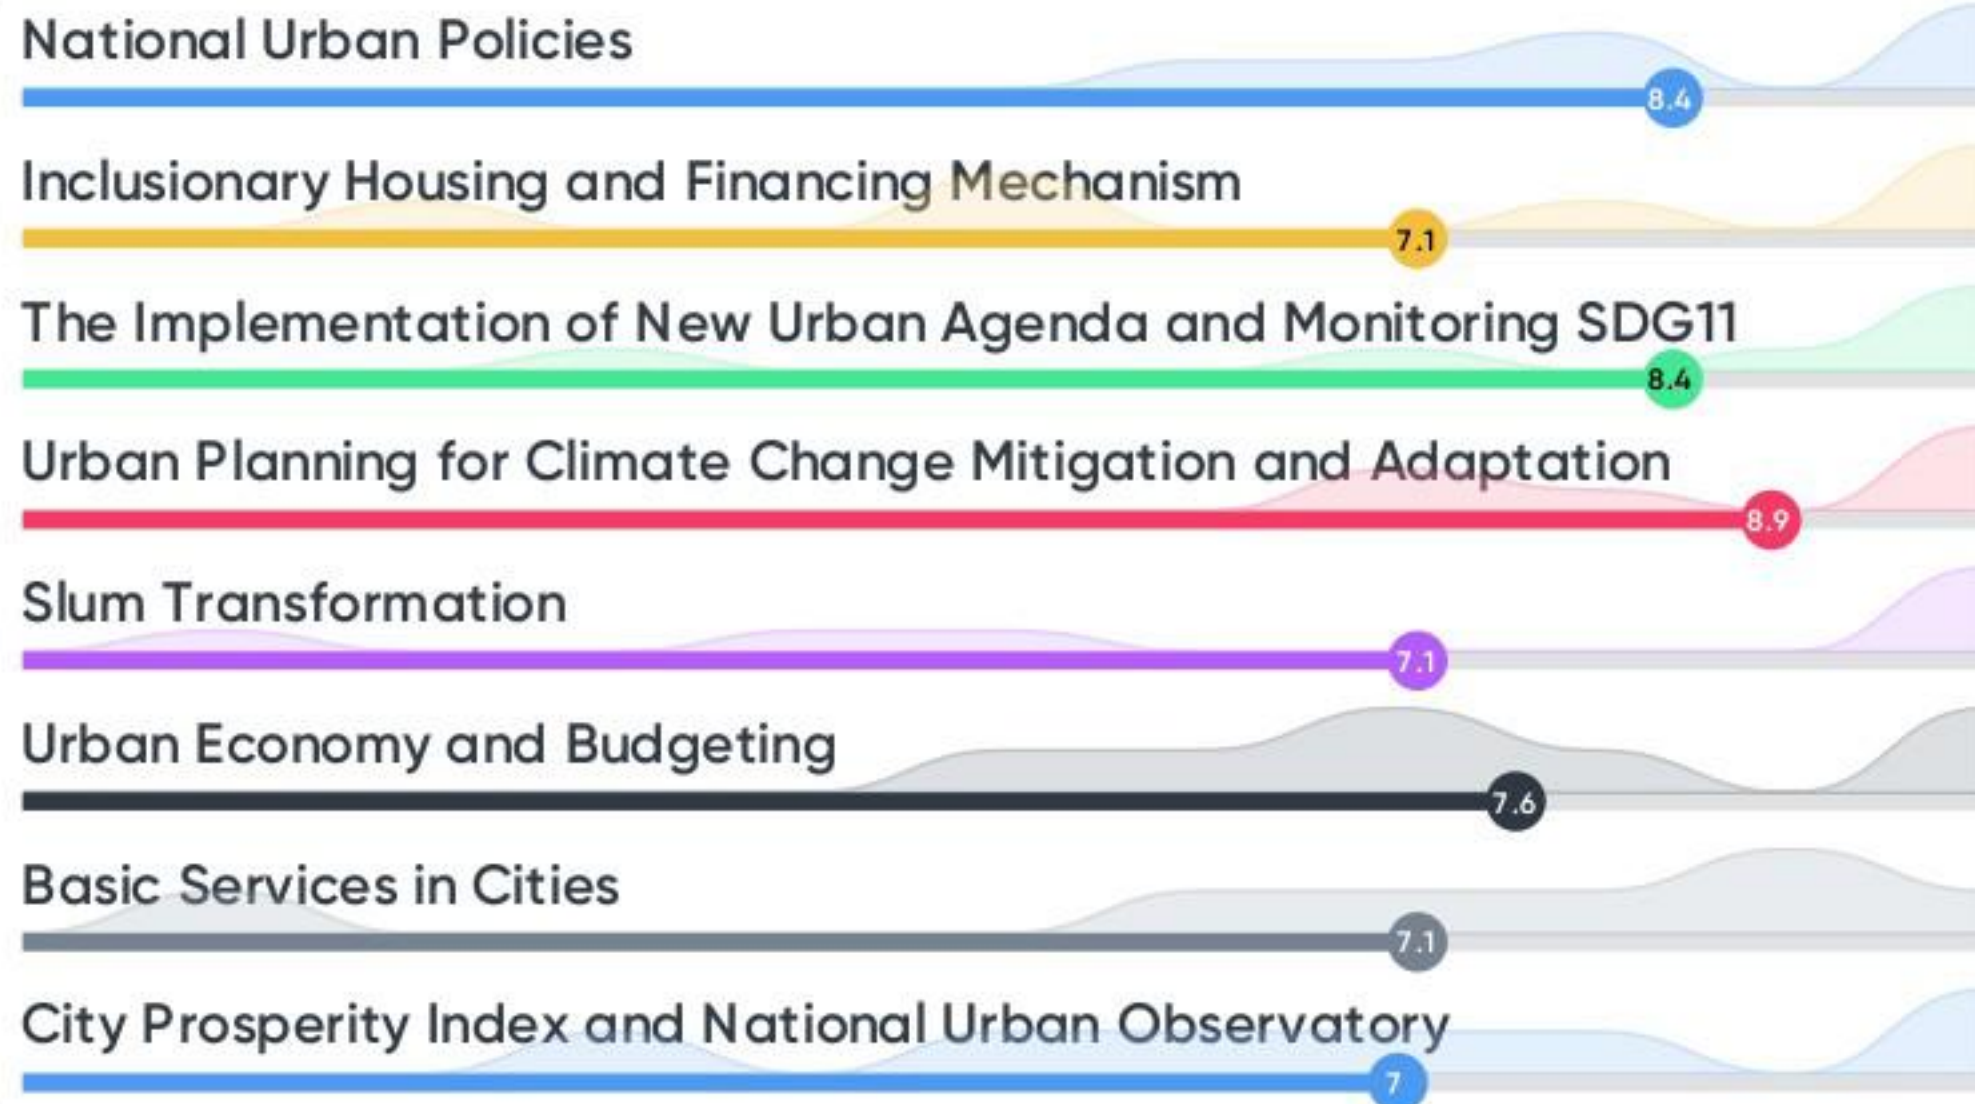 National Urban Policies
8.4
Inclusionary Housing and Financing Mechanism
7.1
The Implementation of New Urban Agenda and Monitoring SDG11
8.4
Urban Planning for Climate Change Mitigation and Adaptation
8.9
Slum Transformation
7.1
Urban Economy and Budgeting
7.6
Basic Services in Cities
7.1
City Prosperity Index and National Urban Observatory
7